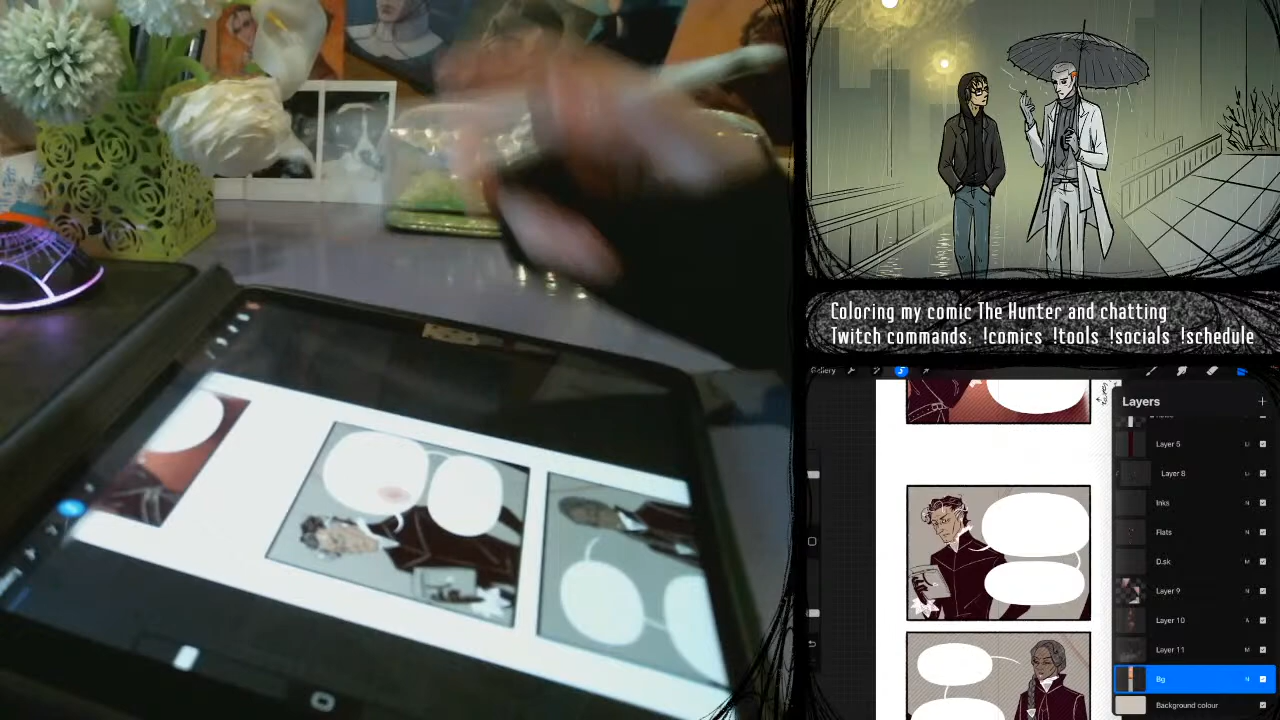 Coloring my comic The Hunter and chatting
Twitch commands: !comics !tools !socials !schedule
Gallery
Layers
Layer 5
Layer 8
Inks N
Flats N
D.sk M
Layer 9 N
Layer 10 A
Layer 11 M
Bg N
Background colour